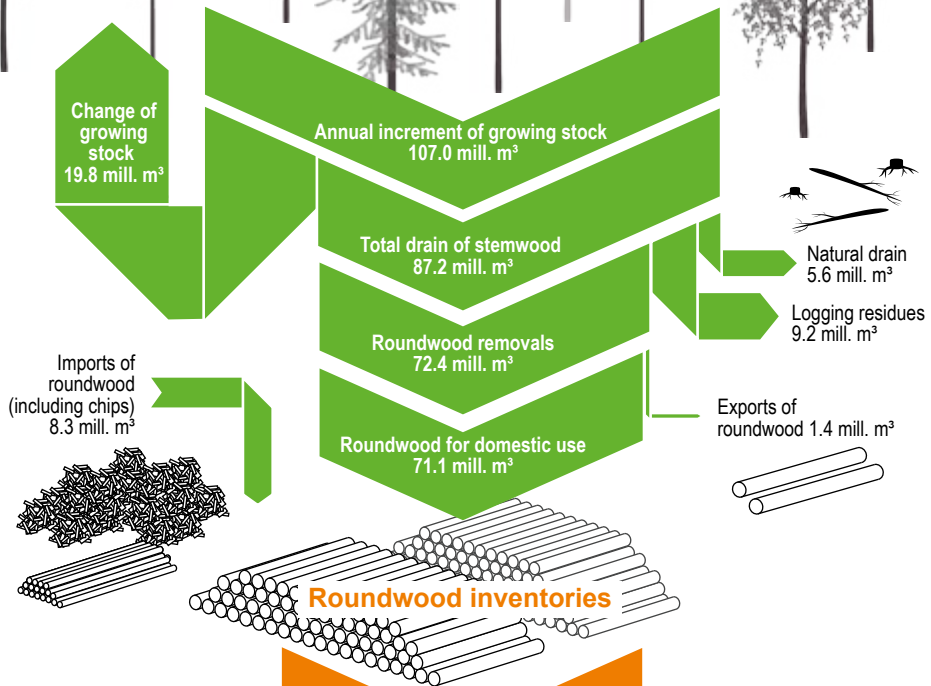 Change of
growing
stock
19.8 mill. m³
Annual increment of growing stock
107.0 mill. m³
Total drain of stemwood
87.2 mill. m³
Natural drain
5.6 mill. m³
Logging residues
9.2 mill. m³
Roundwood removals
72.4 mill. m³
Imports of
roundwood
(including chips)
8.3 mill. m³
Exports of
roundwood 1.4 mill. m³
Roundwood for domestic use
71.1 mill. m³
Roundwood inventories